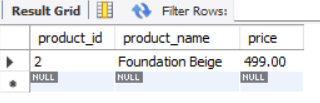 Result Grid Filter Rows:
product_id product_name price
2 Foundation Beige 499.00
NULL NULL NULL